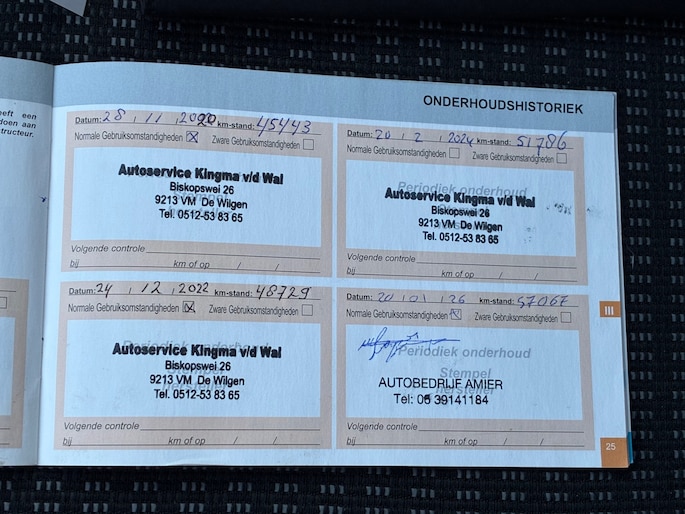 eeft een
doen aan
structeur.
ONDERHOUDSHISTORIEK
Datum: 28 11 2020 km-stand: 45443
Normale Gebruiksomstandigheden Zware Gebruiksomstandigheden
Autoservice Kingma v/d Wal
Biskopswei 26
9213 VM De Wilgen
Tel. 0512-53 83 65
Volgende controle
bij km of op / /
Datum: 24 12 2022 km-stand: 48729
Normale Gebruiksomstandigheden Zware Gebruiksomstandigheden
Periodiek onderhoud
Autoservice Kingma v/d Wal
Biskopswei 26
9213 VM De Wilgen
Tel. 0512-53 83 65
Volgende controle
bij km of op / /
Datum: 20 2 2024 km-stand: 51786
Normale Gebruiksomstandigheden Zware Gebruiksomstandigheden
Periodiek onderhoud
Autoservice Kingma v/d Wal
Biskopswei 26
9213 VM De Wilgen
Tel. 0512-53 83 65
Volgende controle
bij km of op / /
Datum: 20 01 26 km-stand: 57067
Normale Gebruiksomstandigheden Zware Gebruiksomstandigheden
Periodiek onderhoud
Stempel
hersteller
AUTOBEDRIJF AMIER
Tel: 06 39141184
Volgende controle
bij km of op / /
III
25